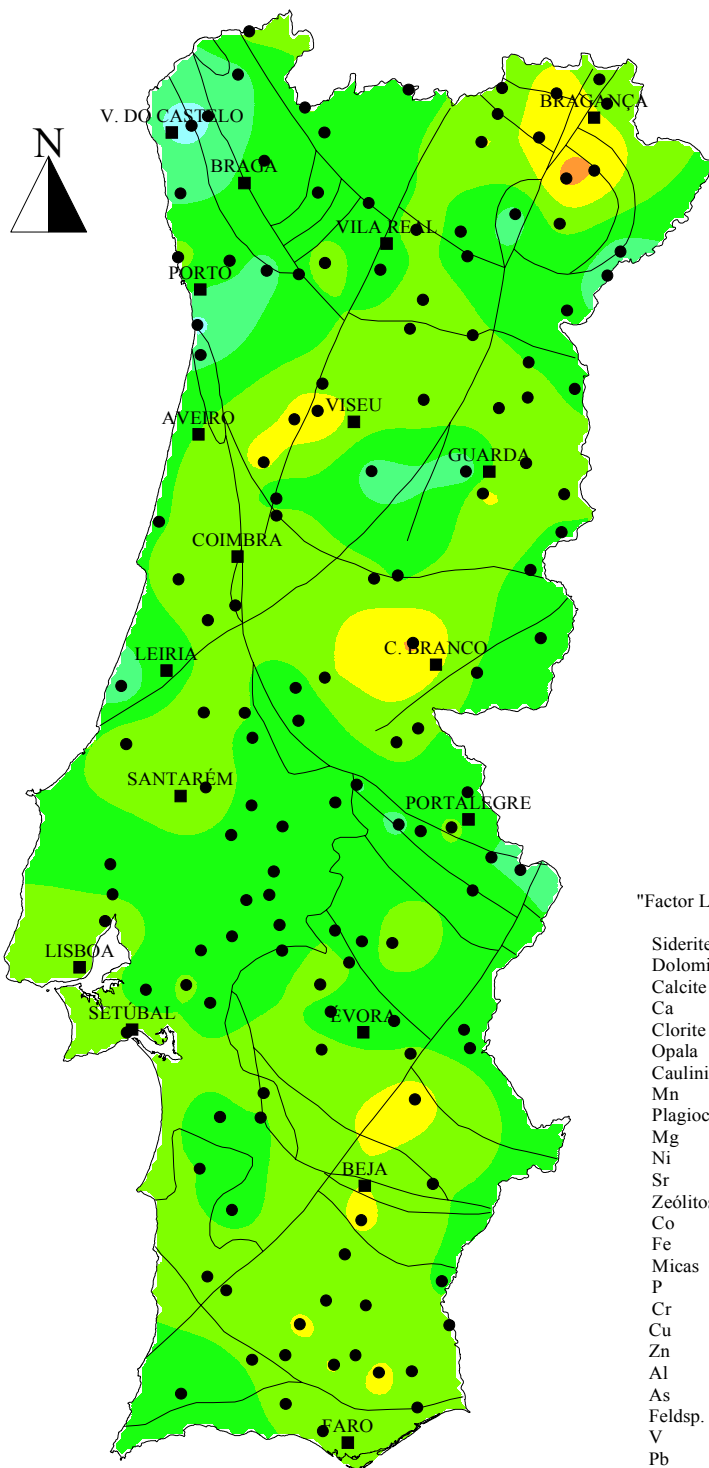 BRAGANÇA
V. DO CASTELO
N
BRAGA
VILA REAL
PORTO
VISEU
AVEIRO
GUARDA
COIMBRA
LEIRIA
C. BRANCO
SANTARÉM
PORTALEGRE
"Factor L
Siderite
Dolomi
Calcite
Ca
Clorite
Opala
Caulini
Mn
Plagioc
Mg
Ni
Sr
Zeólitos
Co
Fe
Micas
P
Cr
Cu
Zn
Al
As
Feldsp.
V
Pb
LISBOA
SETÚBAL
ÉVORA
BEJA
FARO